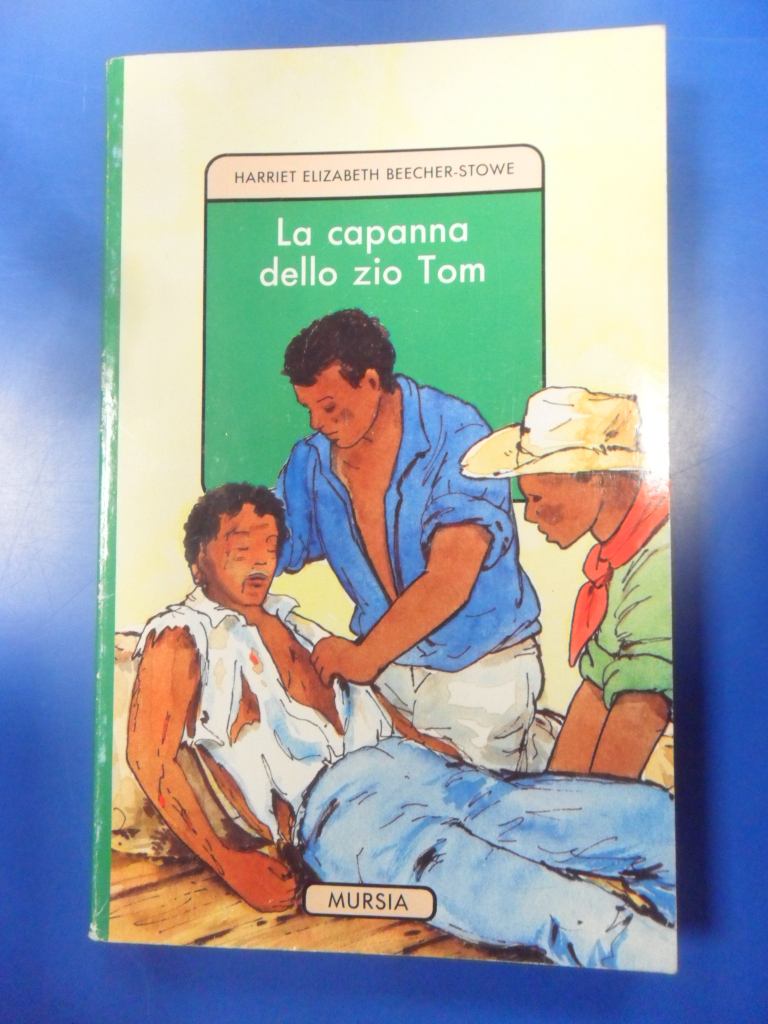 HARRIET ELIZABETH BEECHER-STOWE
La capanna
dello zio Tom
MURSIA